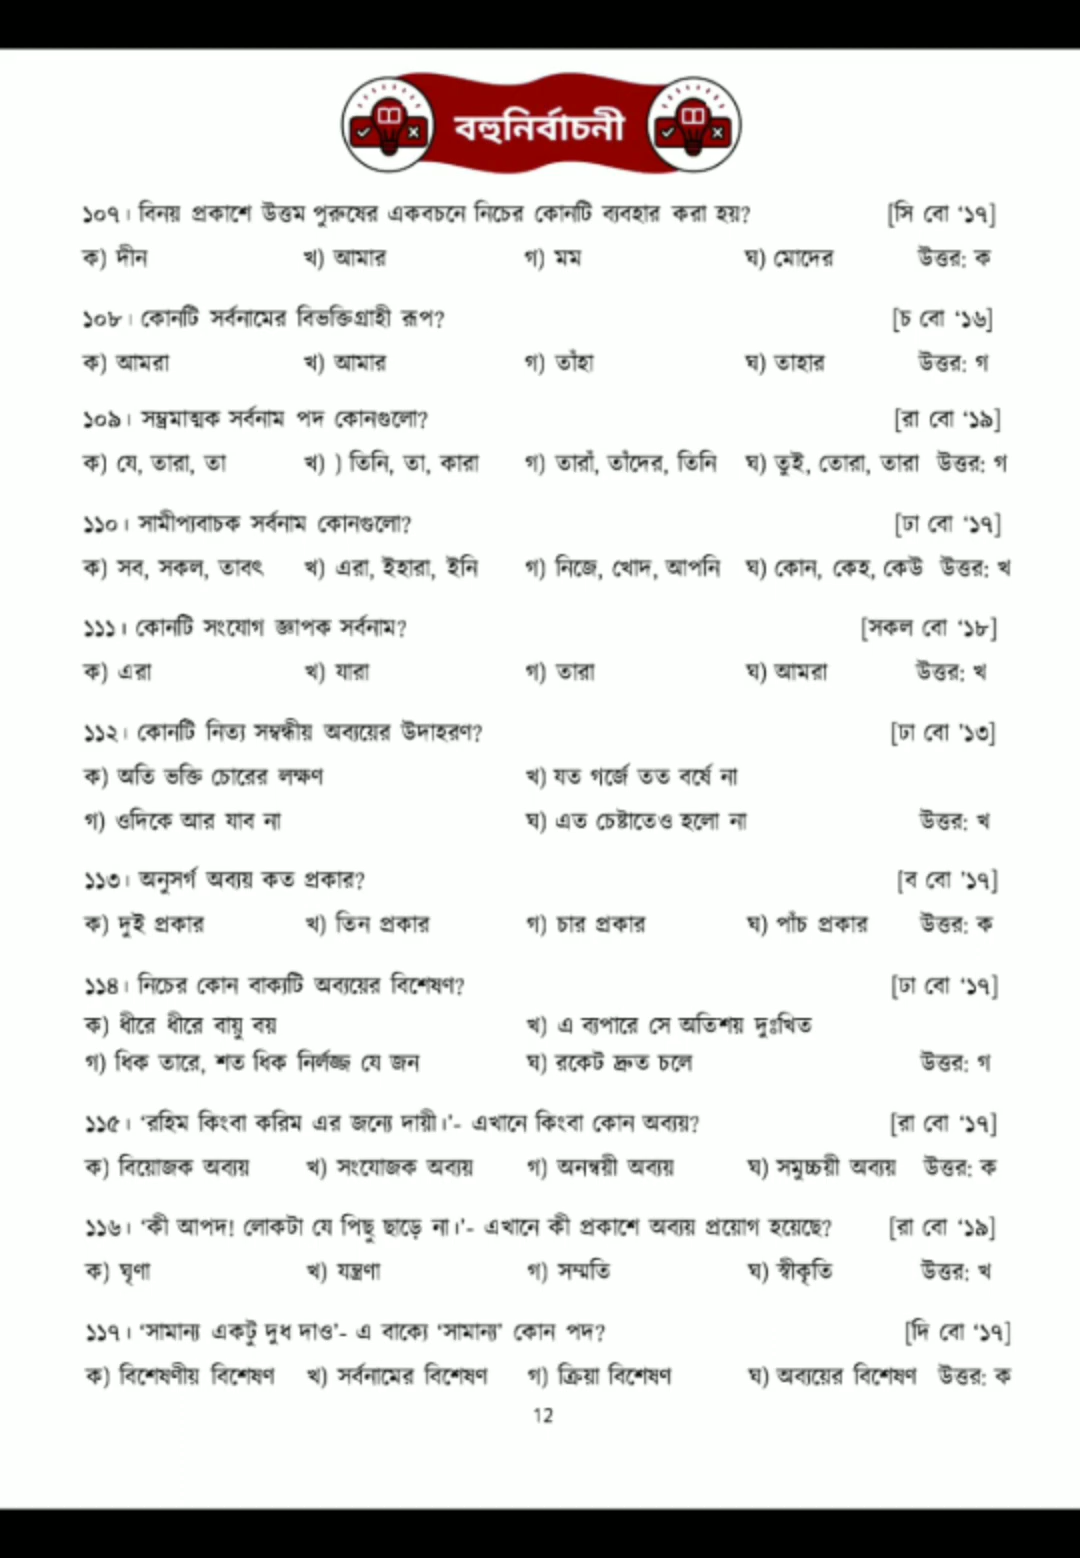 বহুনির্বাচনী
১০৭। বিনয় প্রকাশে উত্তম পুরুষের একবচনে নিচের কোনটি ব্যবহার করা হয়? [সি বো ‘১৭]
ক) দীন খ) আমার গ) মম ঘ) মোদের উত্তর: ক
১০৮। কোনটি সর্বনামের বিভক্তিগ্রাহী রূপ? [চ বো ‘১৬]
ক) আমরা খ) আমার গ) তাঁহা ঘ) তাহার উত্তর: গ
১০৯। সম্ভ্রমাত্মক সর্বনাম পদ কোনগুলো? [রা বো ‘১৯]
ক) যে, তারা, তা খ) ) তিনি, তা, কারা গ) তারাঁ, তাঁদের, তিনি ঘ) তুই, তোরা, তারা উত্তর: গ
১১০। সামীপ্যবাচক সর্বনাম কোনগুলো? [ঢা বো ‘১৭]
ক) সব, সকল, তাবৎ খ) এরা, ইহারা, ইনি গ) নিজে, খোদ, আপনি ঘ) কোন, কেহ, কেউ উত্তর: খ
১১১। কোনটি সংযোগ জ্ঞাপক সর্বনাম? [সকল বো ‘১৮]
ক) এরা খ) যারা গ) তারা ঘ) আমরা উত্তর: খ
১১২। কোনটি নিত্য সম্বন্ধীয় অব্যয়ের উদাহরণ? [ঢা বো ’১৩]
ক) অতি ভক্তি চোরের লক্ষণ খ) যত গর্জে তত বর্ষে না
গ) ওদিকে আর যাব না ঘ) এত চেষ্টাতেও হলো না উত্তর: খ
১১৩। অনুসর্গ অব্যয় কত প্রকার? [ব বো ’১৭]
ক) দুই প্রকার খ) তিন প্রকার গ) চার প্রকার ঘ) পাঁচ প্রকার উত্তর: ক
১১৪। নিচের কোন বাক্যটি অব্যয়ের বিশেষণ? [ঢা বো ‘১৭]
ক) ধীরে ধীরে বায়ু বয় খ) এ ব্যপারে সে অতিশয় দুঃখিত
গ) ধিক তারে, শত ধিক নির্লজ্জ যে জন ঘ) রকেট দ্রুত চলে উত্তর: গ
১১৫। ‘রহিম কিংবা করিম এর জন্যে দায়ী।’- এখানে কিংবা কোন অব্যয়? [রা বো ‘১৭]
ক) বিয়োজক অব্যয় খ) সংযোজক অব্যয় গ) অনন্বয়ী অব্যয় ঘ) সমুচ্চয়ী অব্যয় উত্তর: ক
১১৬। ‘কী আপদ! লোকটা যে পিছু ছাড়ে না।’- এখানে কী প্রকাশে অব্যয় প্রয়োগ হয়েছে? [রা বো ‘১৯]
ক) ঘৃণা খ) যন্ত্রণা গ) সম্মতি ঘ) স্বীকৃতি উত্তর: খ
১১৭। ‘সামান্য একটু দুধ দাও’- এ বাক্যে ‘সামান্য’ কোন পদ? [দি বো ‘১৭]
ক) বিশেষণীয় বিশেষণ খ) সর্বনামের বিশেষণ গ) ক্রিয়া বিশেষণ ঘ) অব্যয়ের বিশেষণ উত্তর: ক
12